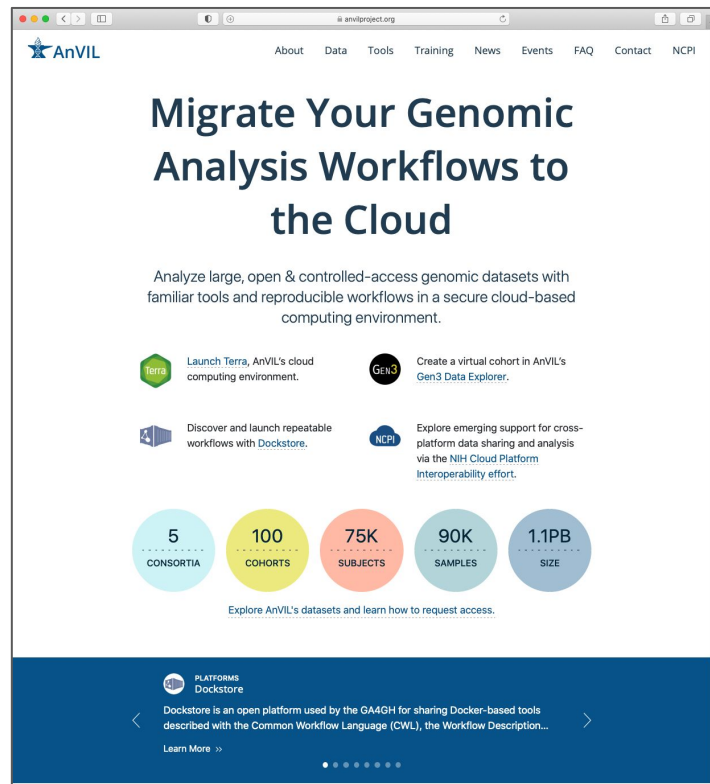 anvilproject.org
AnVIL
About Data Tools Training News Events FAQ Contact NCPI
Migrate Your Genomic
Analysis Workflows to
the Cloud
Analyze large, open & controlled-access genomic datasets with
familiar tools and reproducible workflows in a secure cloud-based
computing environment.
Terra
Launch Terra, AnVIL's cloud
computing environment.
GEN3
Create a virtual cohort in AnVIL's
Gen3 Data Explorer.
Discover and launch repeatable
workflows with Dockstore.
NCPI
Explore emerging support for cross-
platform data sharing and analysis
via the NIH Cloud Platform
Interoperability effort.
5
CONSORTIA
100
COHORTS
75K
SUBJECTS
90K
SAMPLES
1.1PB
SIZE
Explore AnVIL's datasets and learn how to request access.
PLATFORMS
Dockstore
Dockstore is an open platform used by the GA4GH for sharing Docker-based tools
described with the Common Workflow Language (CWL), the Workflow Description...
Learn More »